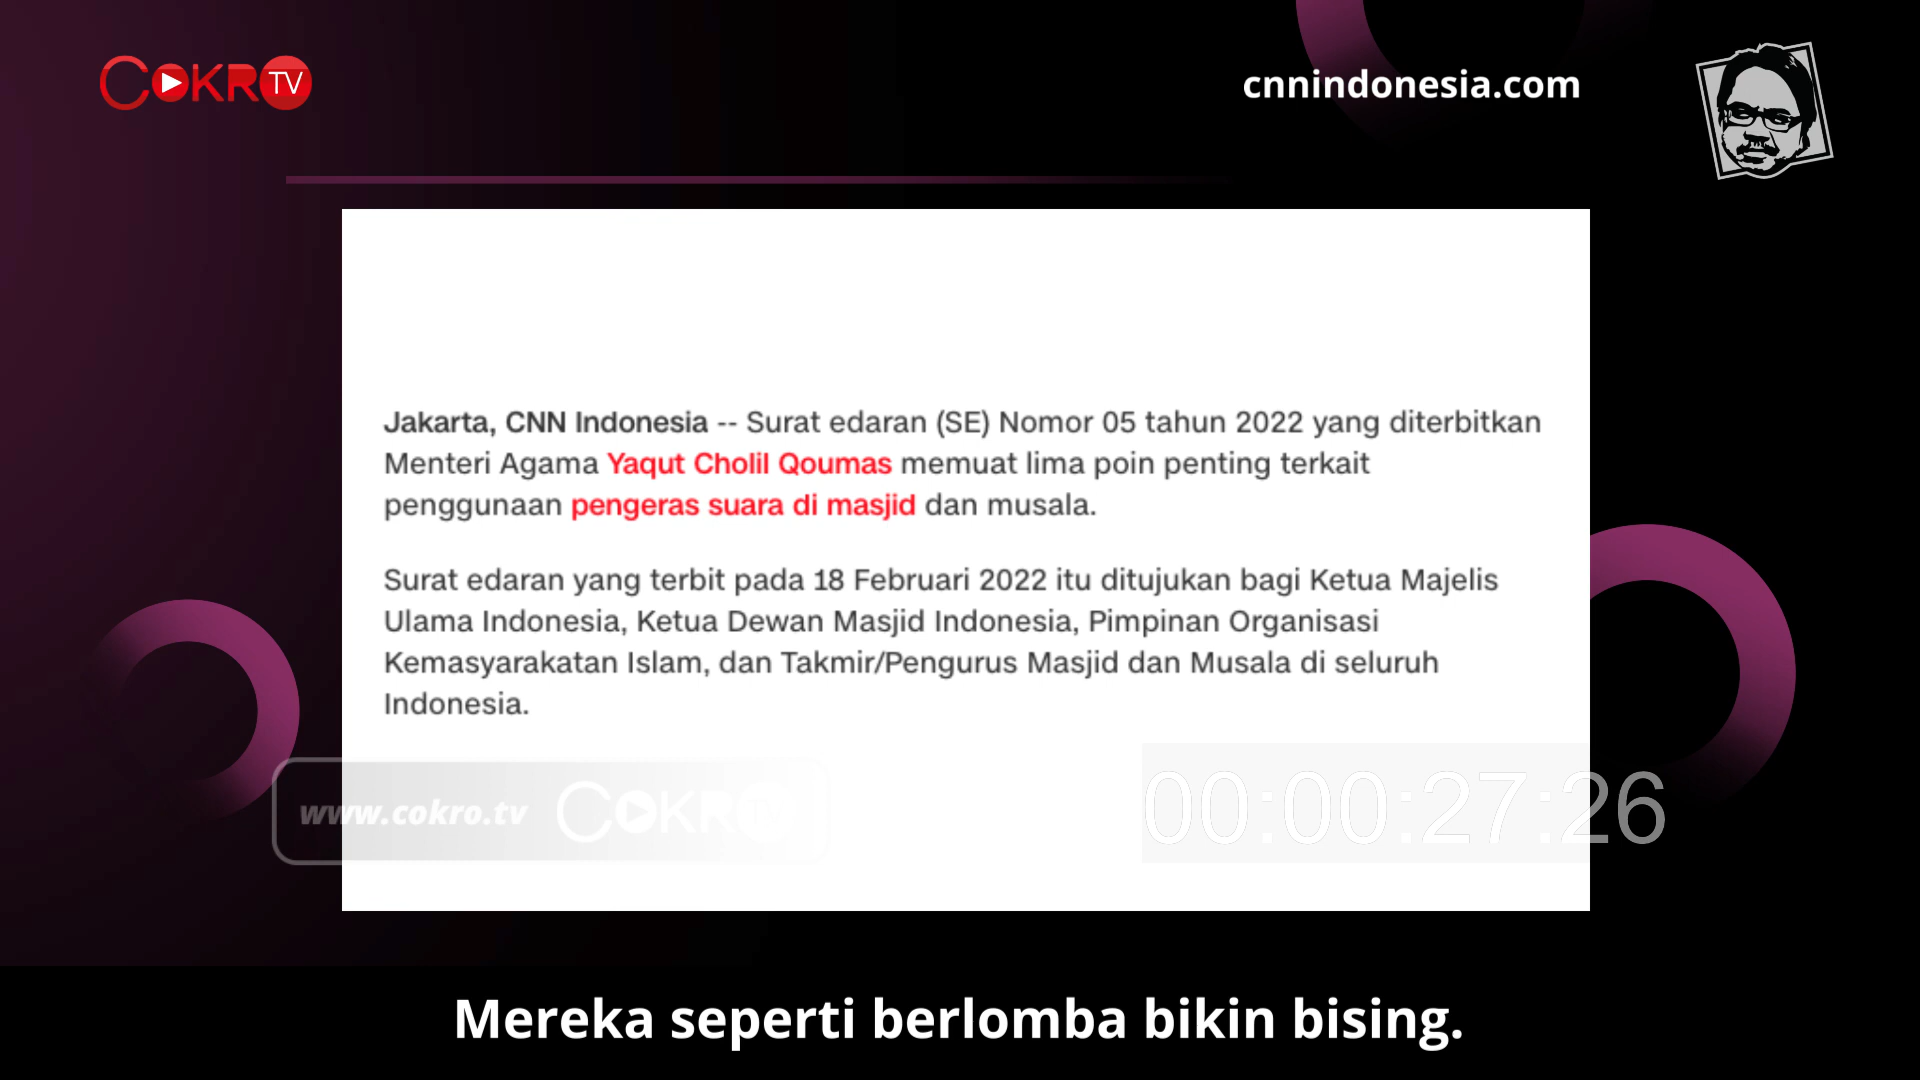 COKRO TV
cnnindonesia.com
Jakarta, CNN Indonesia -- Surat edaran (SE) Nomor 05 tahun 2022 yang diterbitkan
Menteri Agama Yaqut Cholil Qoumas memuat lima poin penting terkait
penggunaan pengeras suara di masjid dan musala.
Surat edaran yang terbit pada 18 Februari 2022 itu ditujukan bagi Ketua Majelis
Ulama Indonesia, Ketua Dewan Masjid Indonesia, Pimpinan Organisasi
Kemasyarakatan Islam, dan Takmir/Pengurus Masjid dan Musala di seluruh
Indonesia.
www.cokro.tv COKRO TV
00:00:27:26
Mereka seperti berlomba bikin bising.